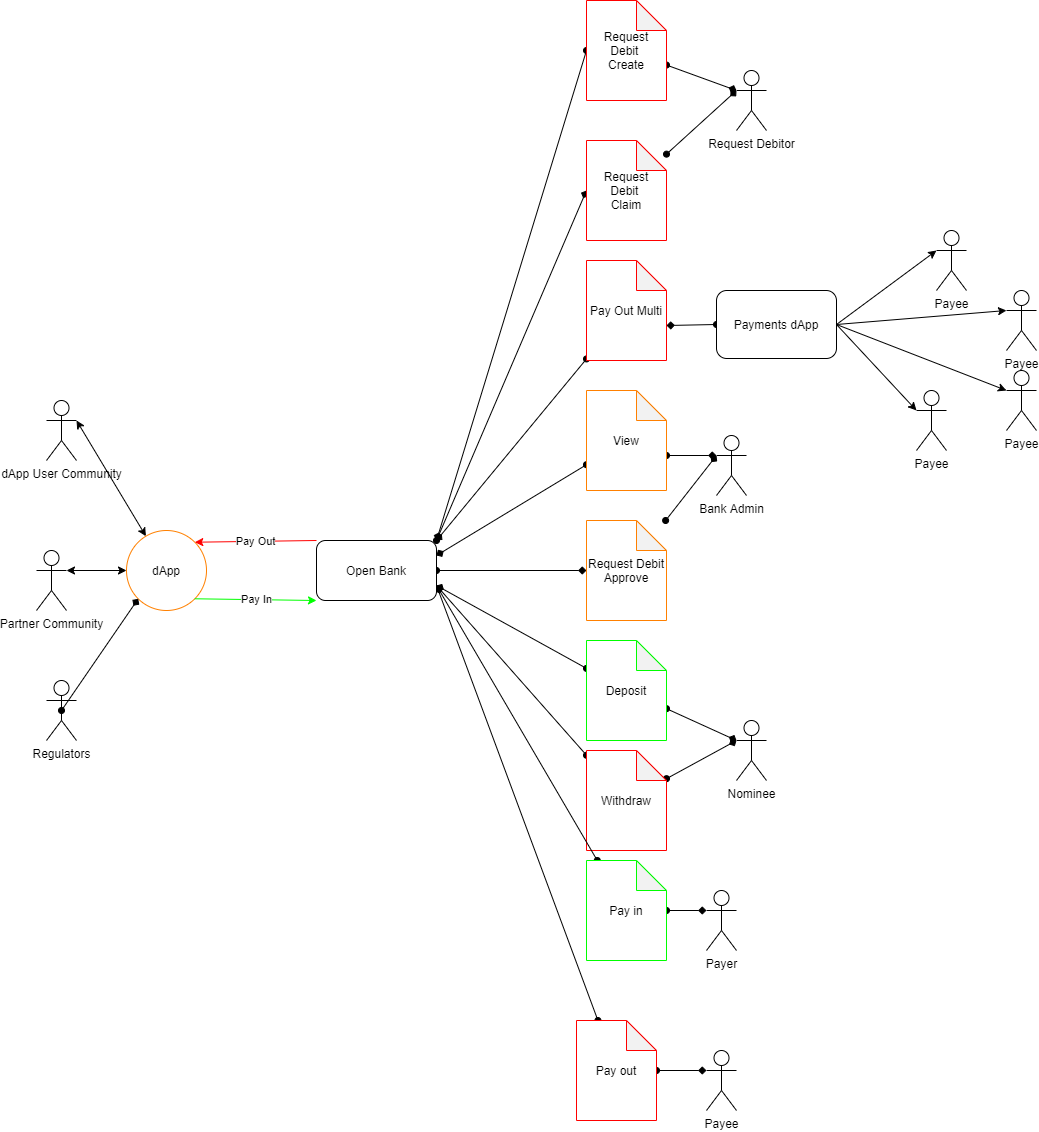 Request
Debit
Create
Request Debitor
Request
Debit
Claim
Pay Out Multi
Payments dApp
Payee
Payee
Payee
Payee
View
Bank Admin
dApp User Community
Pay Out
dApp
Open Bank
Pay In
Request Debit
Approve
Partner Community
Regulators
Deposit
Nominee
Withdraw
Pay in
Payer
Pay out
Payee